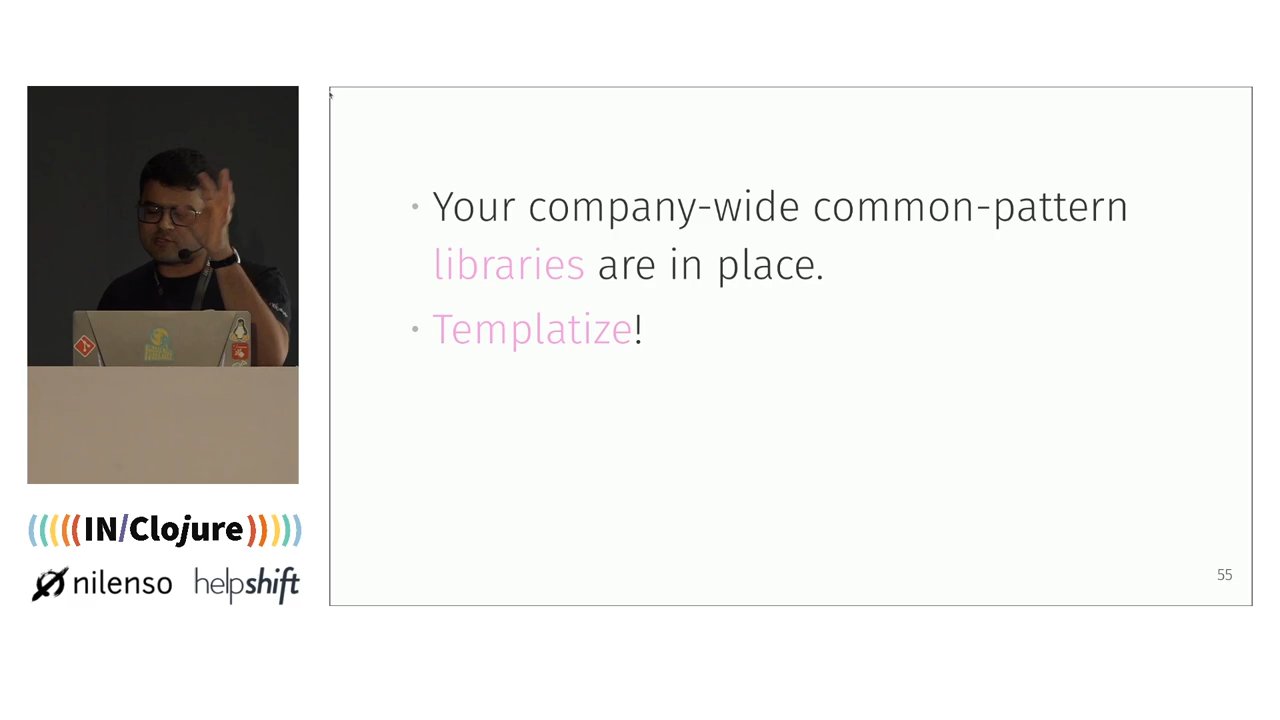 • Your company-wide common-pattern
libraries are in place.
• Templatize!
55
(((((IN/Clojure)))))
nilenso helpshift